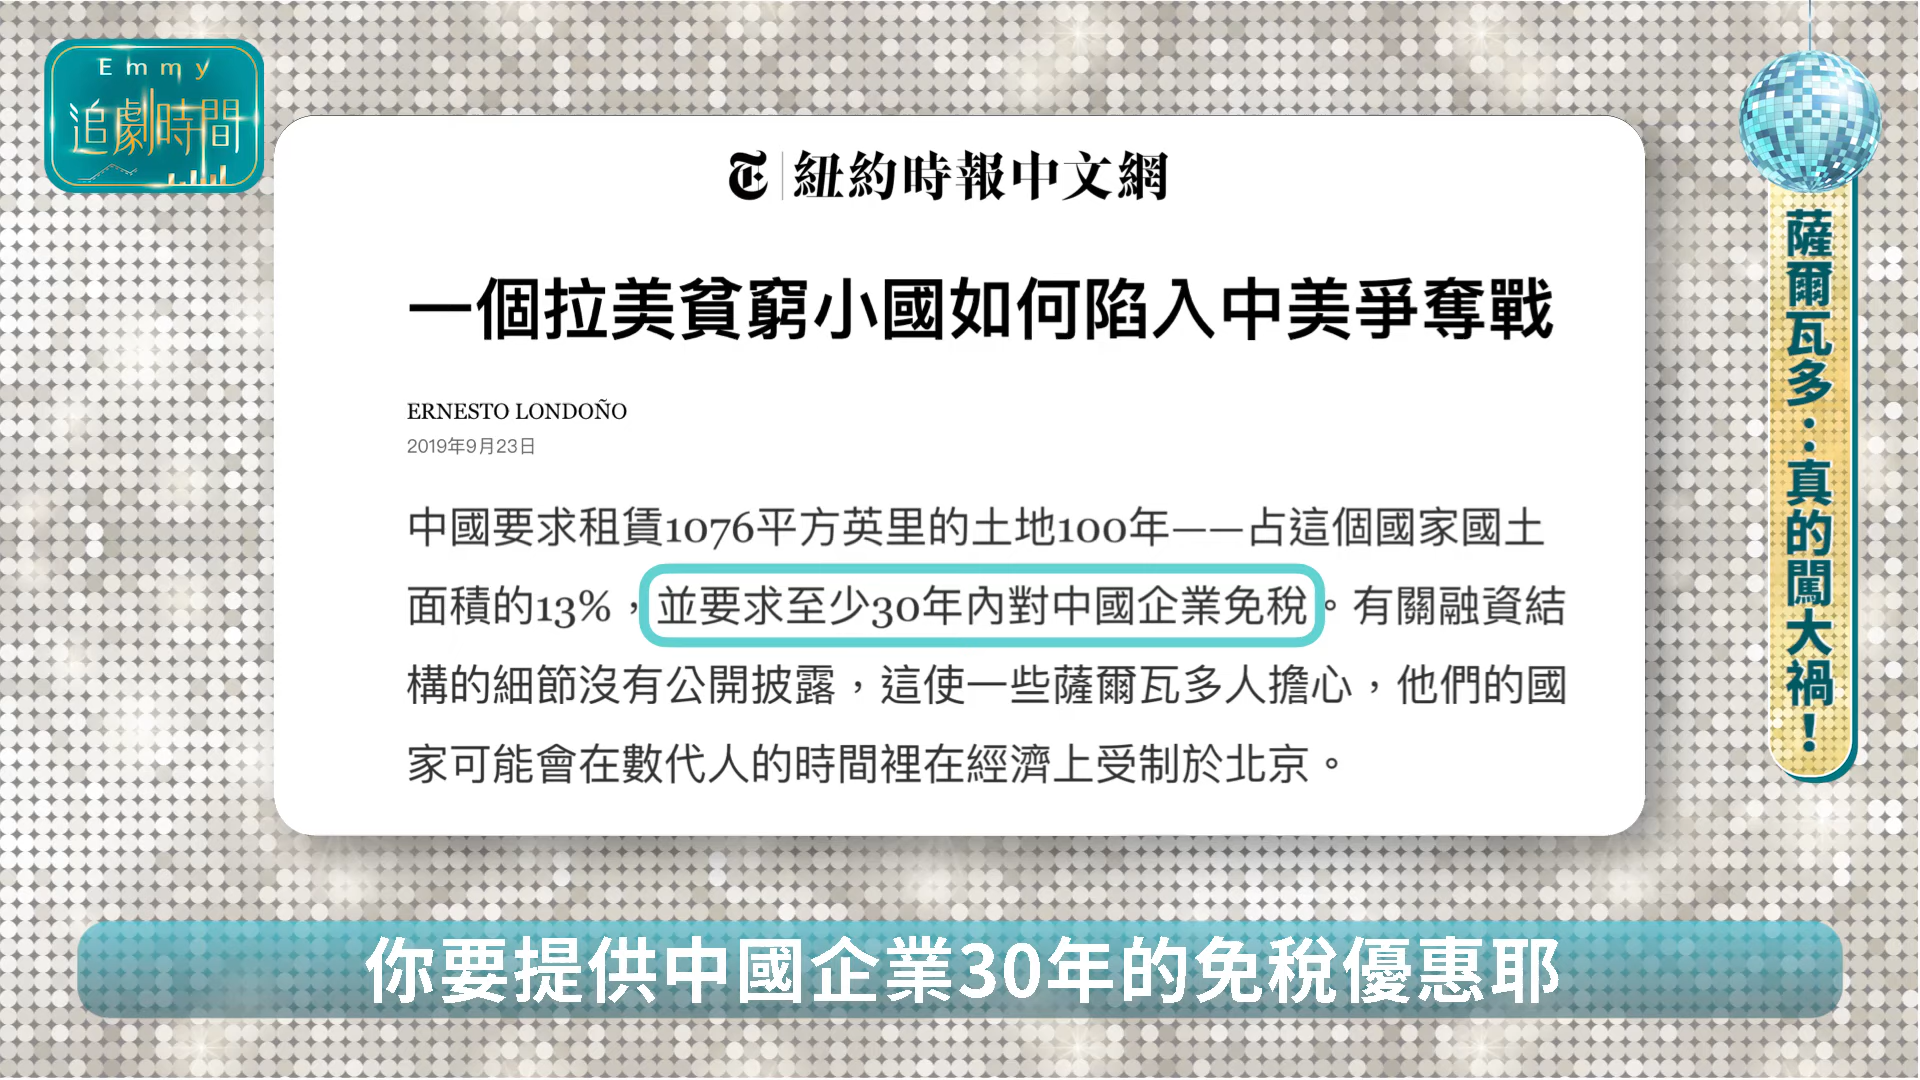 Emmy
追劇時間
紐約時報中文網
一個拉美貧窮小國如何陷入中美爭奪戰
ERNESTO LONDOÑO
2019年9月23日
中國要求租賃1076平方英里的土地100年——占這個國家國土
面積的13%，並要求至少30年內對中國企業免稅。有關融資結
構的細節沒有公開披露，這使一些薩爾瓦多人擔心，他們的國
家可能會在數代人的時間裡在經濟上受制於北京。
薩爾瓦多：真的闖大禍！
你要提供中國企業30年的免稅優惠耶